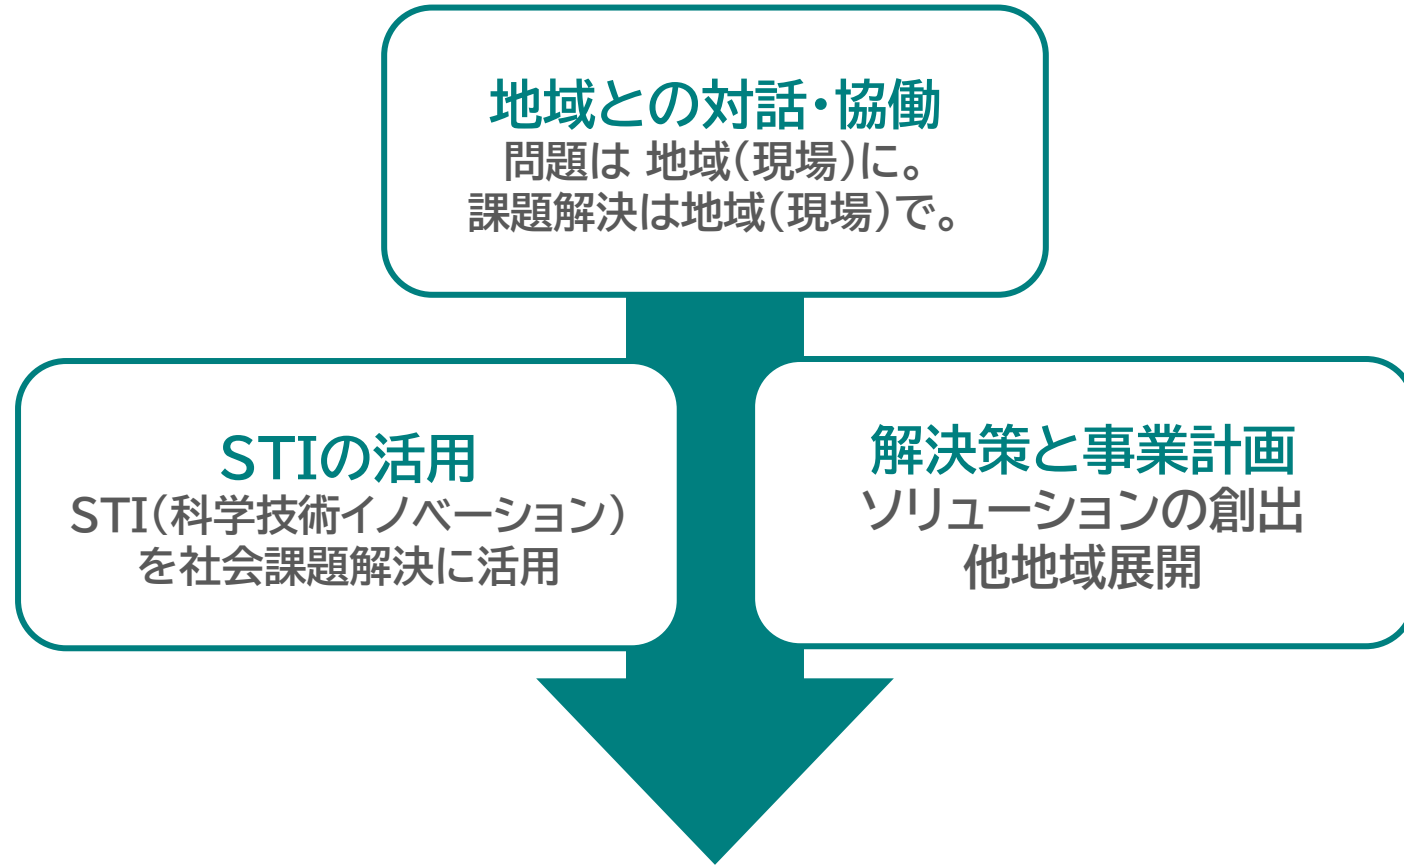 地域との対話・協働
問題は 地域（現場）に。
課題解決は地域（現場）で。
STIの活用
STI（科学技術イノベーション）
を社会課題解決に活用
解決策と事業計画
ソリューションの創出
他地域展開